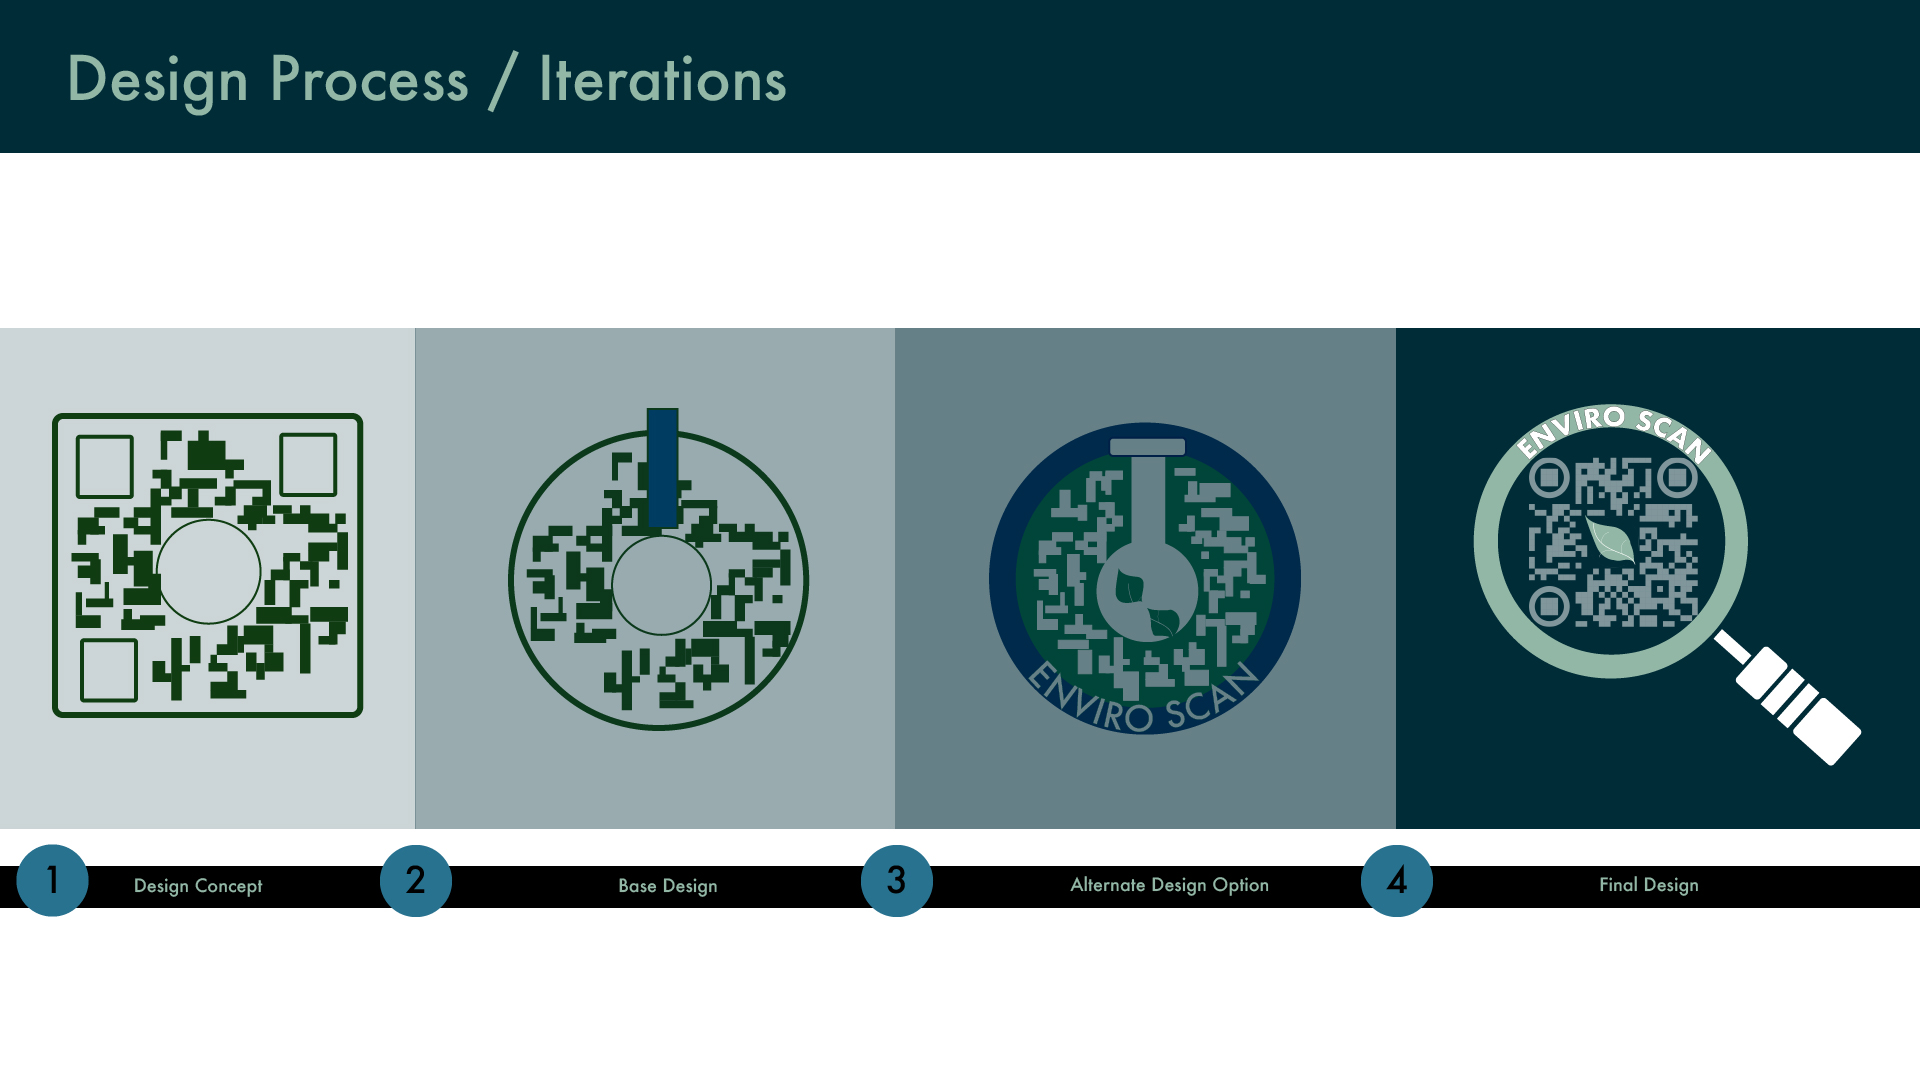 Design Process / Iterations
ENVIRO SCAN
ENVIRO SCAN
1
Design Concept
2
Base Design
3
Alternate Design Option
4
Final Design